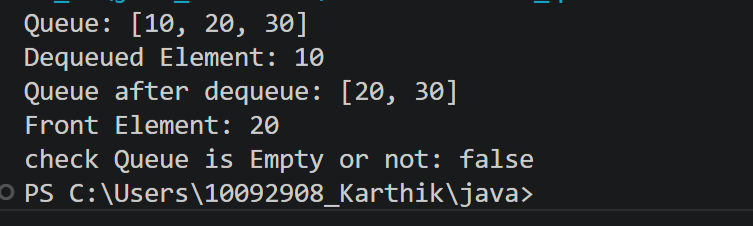 Queue: [10, 20, 30]
Dequeued Element: 10
Queue after dequeue: [20, 30]
Front Element: 20
check Queue is Empty or not: false
PS C:\Users\10092908_Karthik\java>